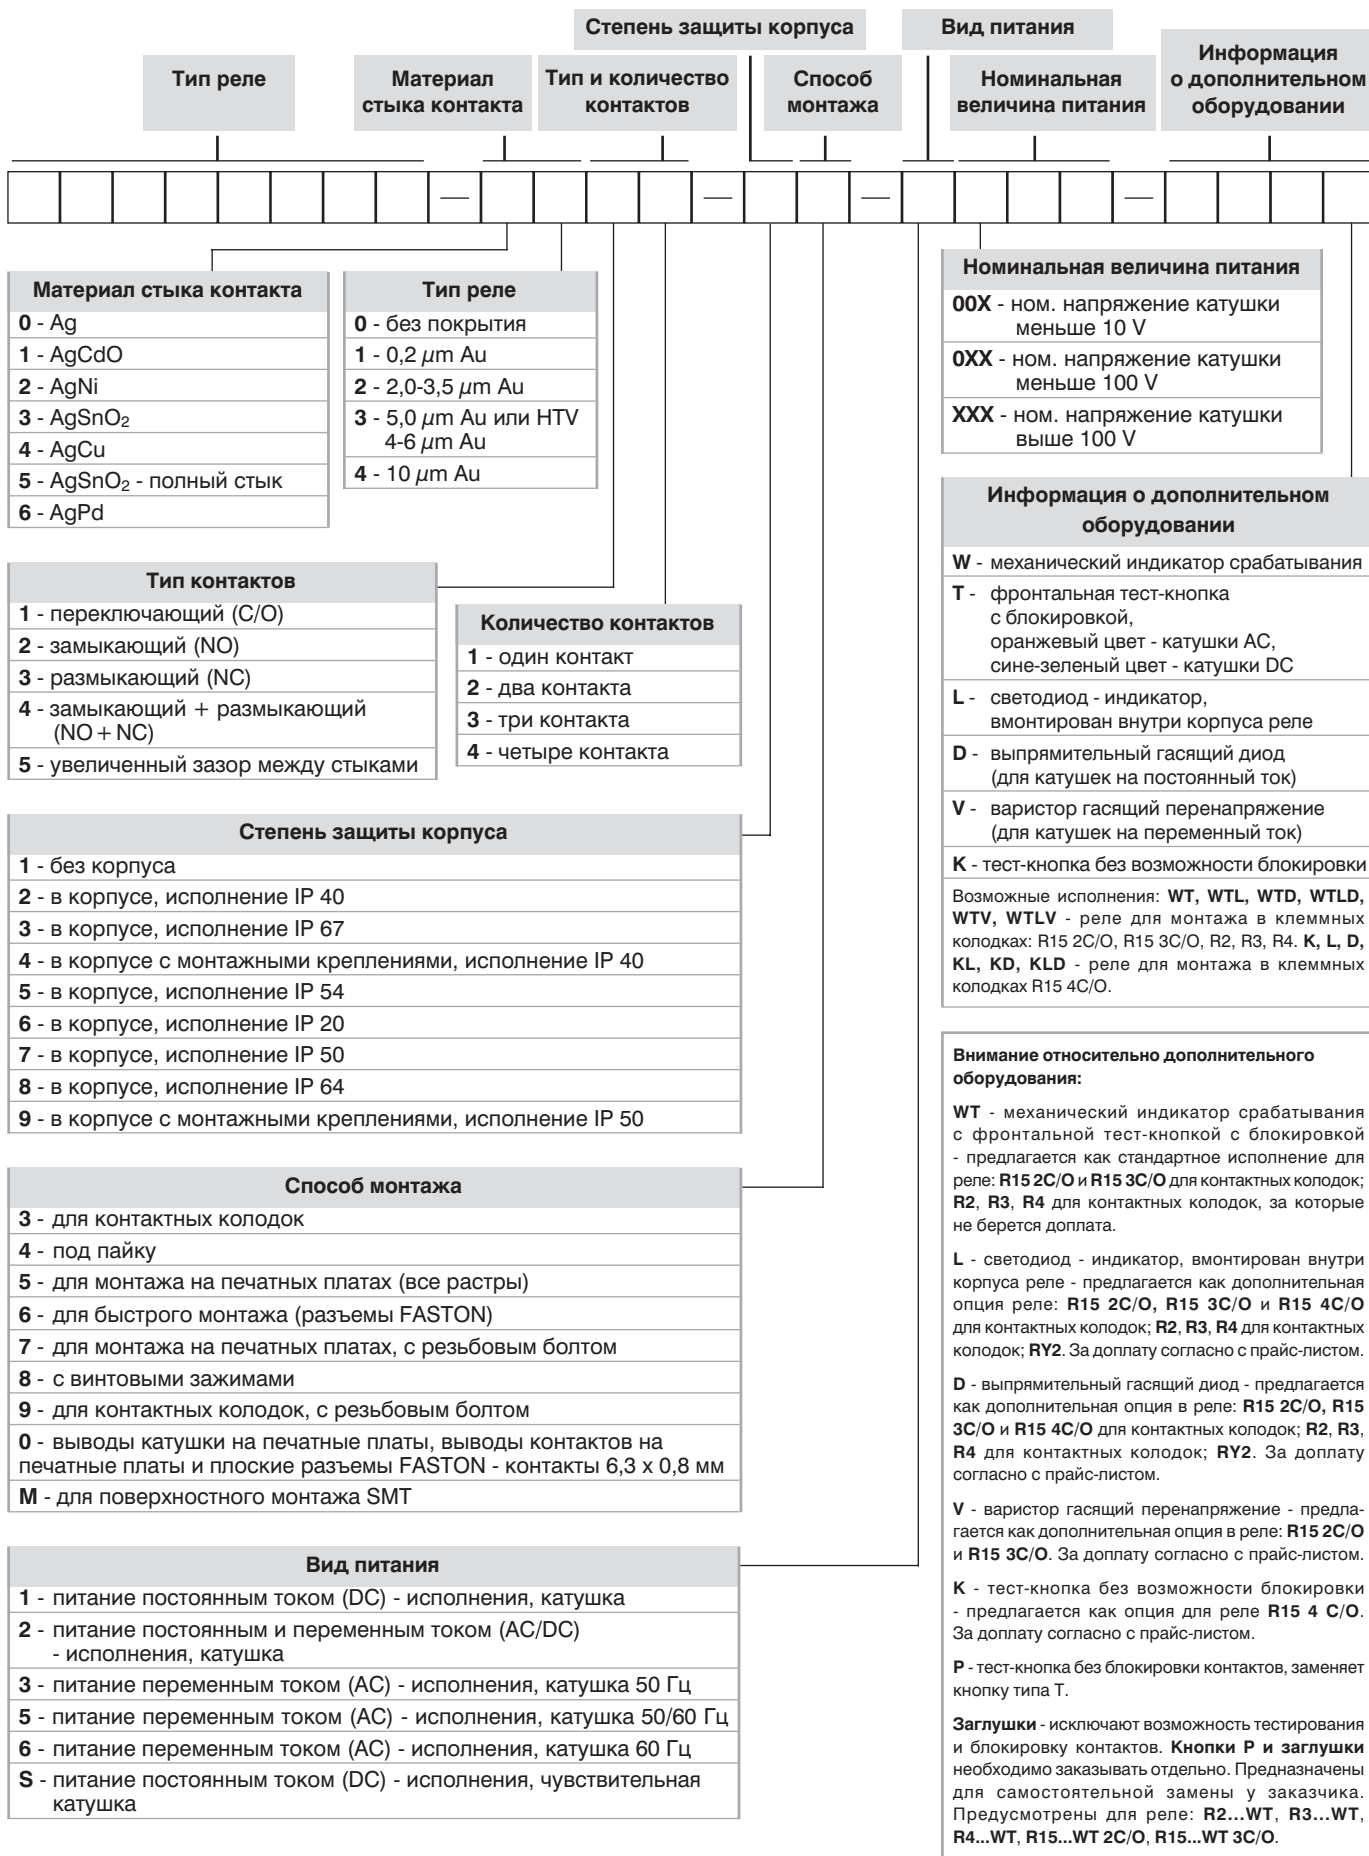 Степень защиты корпуса
Вид питания
Тип реле
Материал
стыка контакта
Тип и количество
контактов
Способ
монтажа
Номинальная
величина питания
Информация
о дополнительном
оборудовании
— — — —
Материал стыка контакта
0 - Ag
1 - AgCdO
2 - AgNi
3 - AgSnO₂
4 - AgCu
5 - AgSnO₂ - полный стык
6 - AgPd
Тип реле
0 - без покрытия
1 - 0,2 µm Au
2 - 2,0-3,5 µm Au
3 - 5,0 µm Au или HTV
4-6 µm Au
4 - 10 µm Au
Тип контактов
1 - переключающий (C/O)
2 - замыкающий (NO)
3 - размыкающий (NC)
4 - замыкающий + размыкающий
(NO+NC)
5 - увеличенный зазор между стыками
Количество контактов
1 - один контакт
2 - два контакта
3 - три контакта
4 - четыре контакта
Степень защиты корпуса
1 - без корпуса
2 - в корпусе, исполнение IP 40
3 - в корпусе, исполнение IP 67
4 - в корпусе с монтажными креплениями, исполнение IP 40
5 - в корпусе, исполнение IP 54
6 - в корпусе, исполнение IP 20
7 - в корпусе, исполнение IP 50
8 - в корпусе, исполнение IP 64
9 - в корпусе с монтажными креплениями, исполнение IP 50
Способ монтажа
3 - для контактных колодок
4 - под пайку
5 - для монтажа на печатных платах (все растры)
6 - для быстрого монтажа (разъемы FASTON)
7 - для монтажа на печатных платах, с резьбовым болтом
8 - с винтовыми зажимами
9 - для контактных колодок, с резьбовым болтом
0 - выводы катушки на печатные платы, выводы контактов на
печатные платы и плоские разъемы FASTON - контакты 6,3 x 0,8 мм
M - для поверхностного монтажа SMT
Вид питания
1 - питание постоянным током (DC) - исполнения, катушка
2 - питание постоянным и переменным током (AC/DC)
- исполнения, катушка
3 - питание переменным током (AC) - исполнения, катушка 50 Гц
5 - питание переменным током (AC) - исполнения, катушка 50/60 Гц
6 - питание переменным током (AC) - исполнения, катушка 60 Гц
S - питание постоянным током (DC) - исполнения, чувствительная
катушка
Номинальная величина питания
00X - ном. напряжение катушки
меньше 10 V
0XX - ном. напряжение катушки
меньше 100 V
XXX - ном. напряжение катушки
выше 100 V
Информация о дополнительном
оборудовании
W - механический индикатор срабатывания
T - фронтальная тест-кнопка
с блокировкой,
оранжевый цвет - катушки AC,
сине-зеленый цвет - катушки DC
L - светодиод - индикатор,
вмонтирован внутри корпуса реле
D - выпрямительный гасящий диод
(для катушек на постоянный ток)
V - варистор гасящий перенапряжение
(для катушек на переменный ток)
K - тест-кнопка без возможности блокировки
Возможные исполнения: WT, WTL, WTD, WTLD,
WTV, WTLV - реле для монтажа в клеммных
колодках: R15 2C/O, R15 3C/O, R2, R3, R4. K, L, D,
KL, KD, KLD - реле для монтажа в клеммных
колодках R15 4C/O.
Внимание относительно дополнительного
оборудования:
WT - механический индикатор срабатывания
с фронтальной тест-кнопкой с блокировкой
- предлагается как стандартное исполнение для
реле: R15 2C/O и R15 3C/O для контактных колодок;
R2, R3, R4 для контактных колодок, за которые
не берется доплата.
L - светодиод - индикатор, вмонтирован внутри
корпуса реле - предлагается как дополнительная
опция реле: R15 2C/O, R15 3C/O и R15 4C/O
для контактных колодок; R2, R3, R4 для контактных
колодок; RY2. За доплату согласно с прайс-листом.
D - выпрямительный гасящий диод - предлагается
как дополнительная опция в реле: R15 2C/O, R15
3C/O и R15 4C/O для контактных колодок; R2, R3,
R4 для контактных колодок; RY2. За доплату
согласно с прайс-листом.
V - варистор гасящий перенапряжение - предла-
гается как дополнительная опция в реле: R15 2C/O
и R15 3C/O. За доплату согласно с прайс-листом.
K - тест-кнопка без возможности блокировки
- предлагается как опция для реле R15 4 C/O.
За доплату согласно с прайс-листом.
P - тест-кнопка без блокировки контактов, заменяет
кнопку типа T.
Заглушки - исключают возможность тестирования
и блокировку контактов. Кнопки P и заглушки
необходимо заказывать отдельно. Предназначены
для самостоятельной замены у заказчика.
Предусмотрены для реле: R2...WT, R3...WT,
R4...WT, R15...WT 2C/O, R15...WT 3C/O.